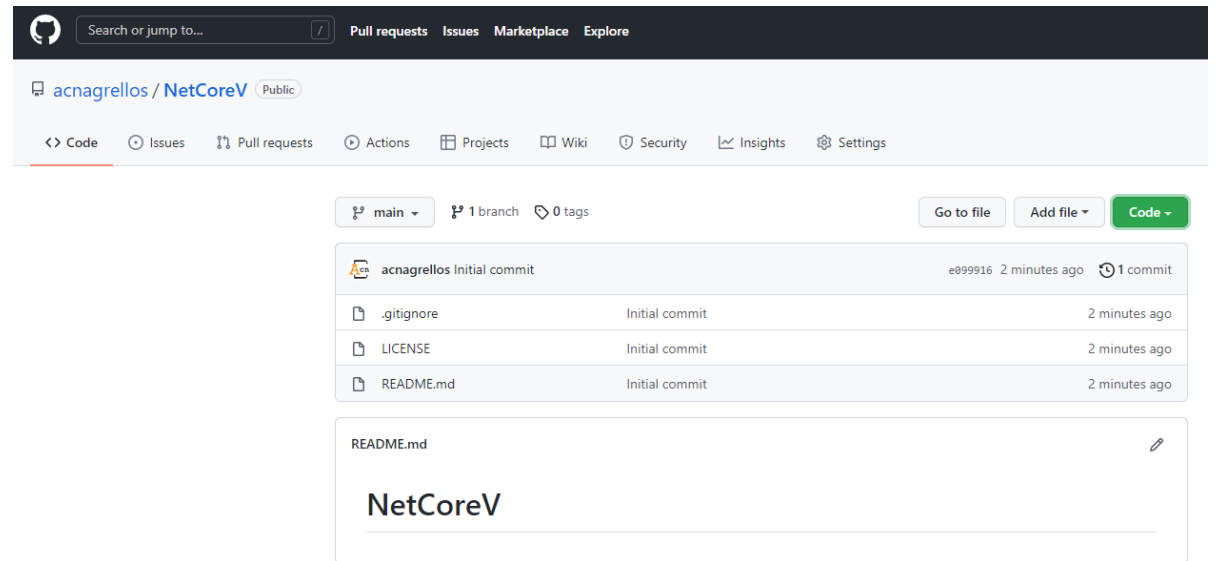 Search or jump to... / Pull requests Issues Marketplace Explore
acnagrellos / NetCoreV Public
<> Code Issues Pull requests Actions Projects Wiki Security Insights Settings
main 1 branch 0 tags Go to file Add file Code
Acn acnagrellos Initial commit e099916 2 minutes ago 1 commit
.gitignore Initial commit 2 minutes ago
LICENSE Initial commit 2 minutes ago
README.md Initial commit 2 minutes ago
README.md
NetCoreV